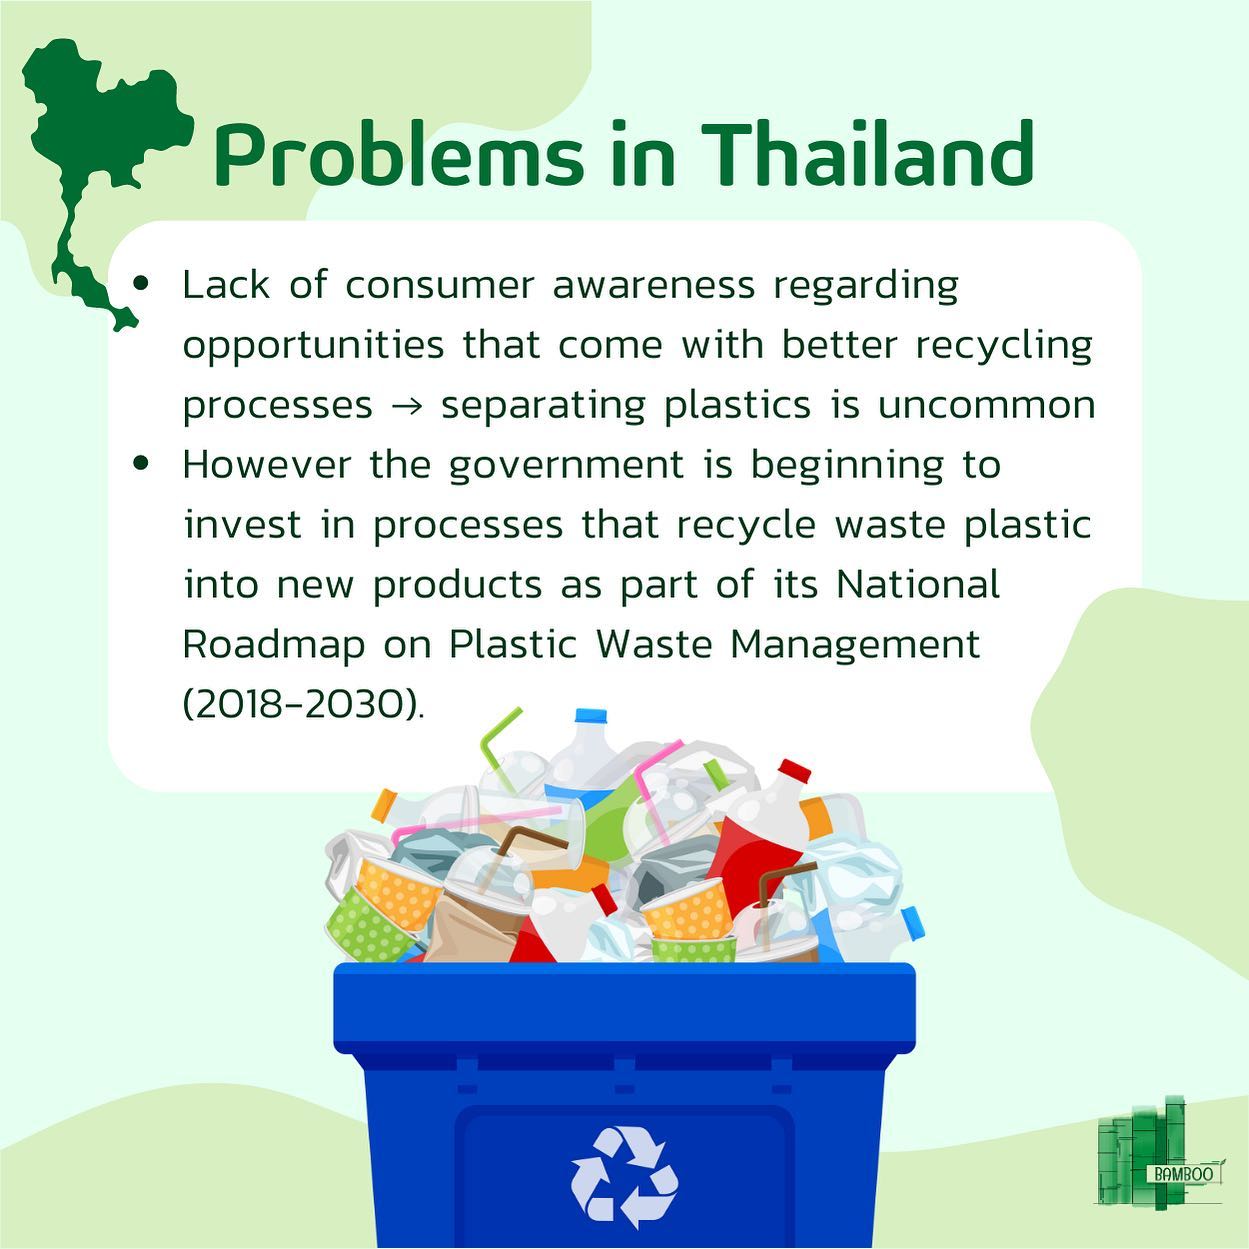 Problems in Thailand
• Lack of consumer awareness regarding
opportunities that come with better recycling
processes → separating plastics is uncommon
• However the government is beginning to
invest in processes that recycle waste plastic
into new products as part of its National
Roadmap on Plastic Waste Management
(2018-2030).
BAMBOO